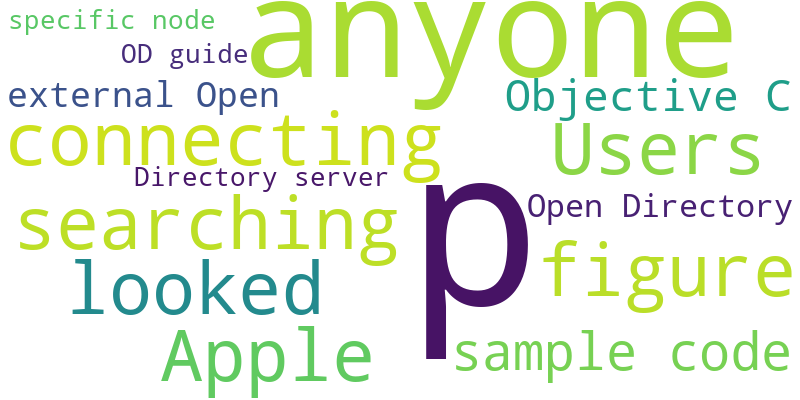 specific node
anyone
OD guide
external Open
Objective C
connecting
Users
Directory server
p
searching
Open Directory
figure
looked
Apple
sample code